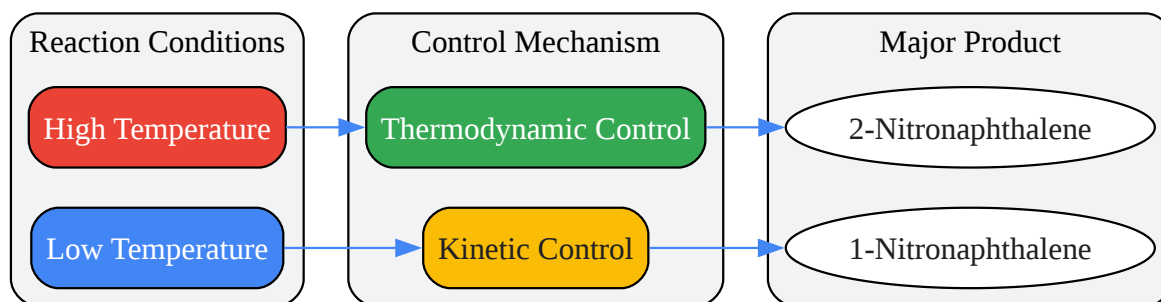 Reaction Conditions
Control Mechanism
Major Product
High Temperature
Thermodynamic Control
2-Nitronaphthalene
Low Temperature
Kinetic Control
1-Nitronaphthalene